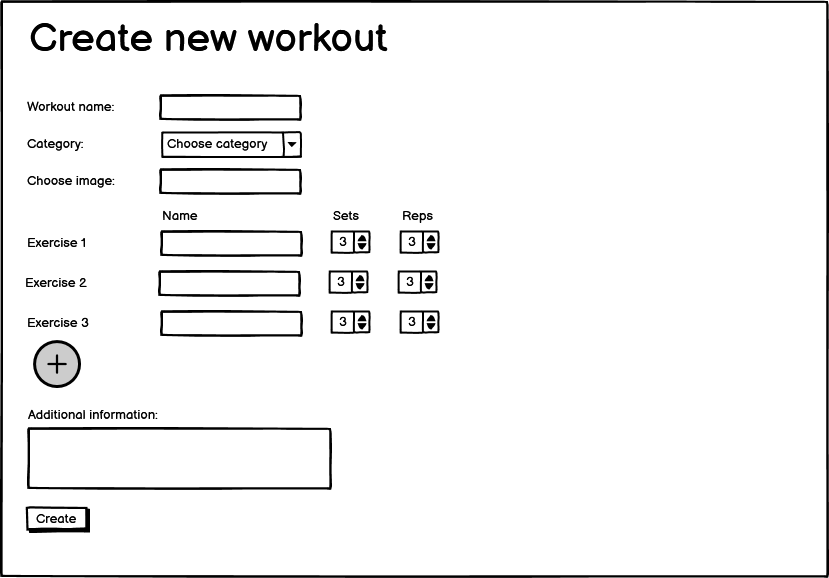 Create new workout
Workout name:
Category: Choose category
Choose image:
Name Sets Reps
Exercise 1 3 3
Exercise 2 3 3
Exercise 3 3 3
+
Additional information:
Create